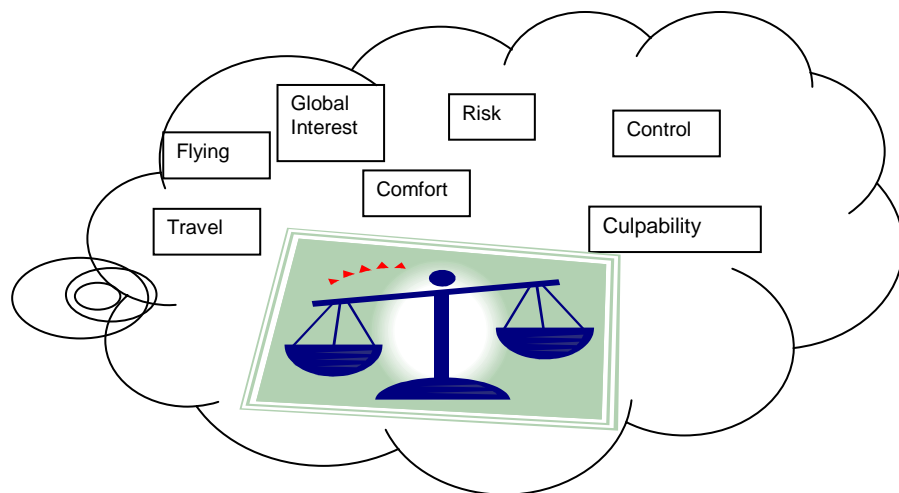 Global
Interest
Risk
Control
Flying
Comfort
Travel
Culpability